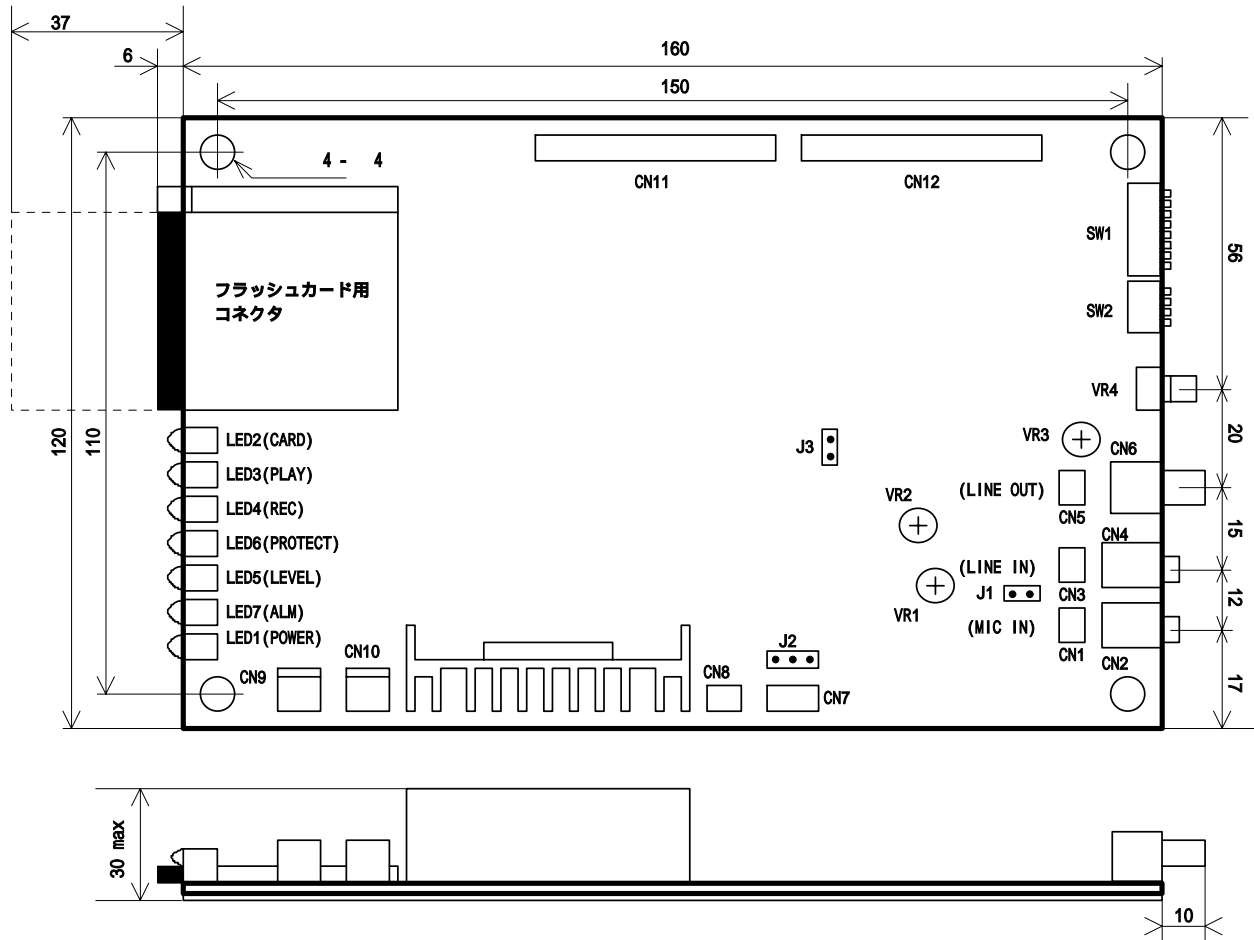 37
6
160
150
4 - 4
CN11
CN12
SW1
56
フラッシュカード用
コネクタ
SW2
VR4
120
110
LED2(CARD)
LED3(PLAY)
LED4(REC)
LED6(PROTECT)
LED5(LEVEL)
LED7(ALM)
LED1(POWER)
J3
VR3
20
CN6
VR2
(LINE OUT)
CN5
15
CN4
(LINE IN)
J1
CN3
12
VR1
(MIC IN)
CN1
CN2
CN9
CN10
J2
CN8
CN7
17
30 max
10